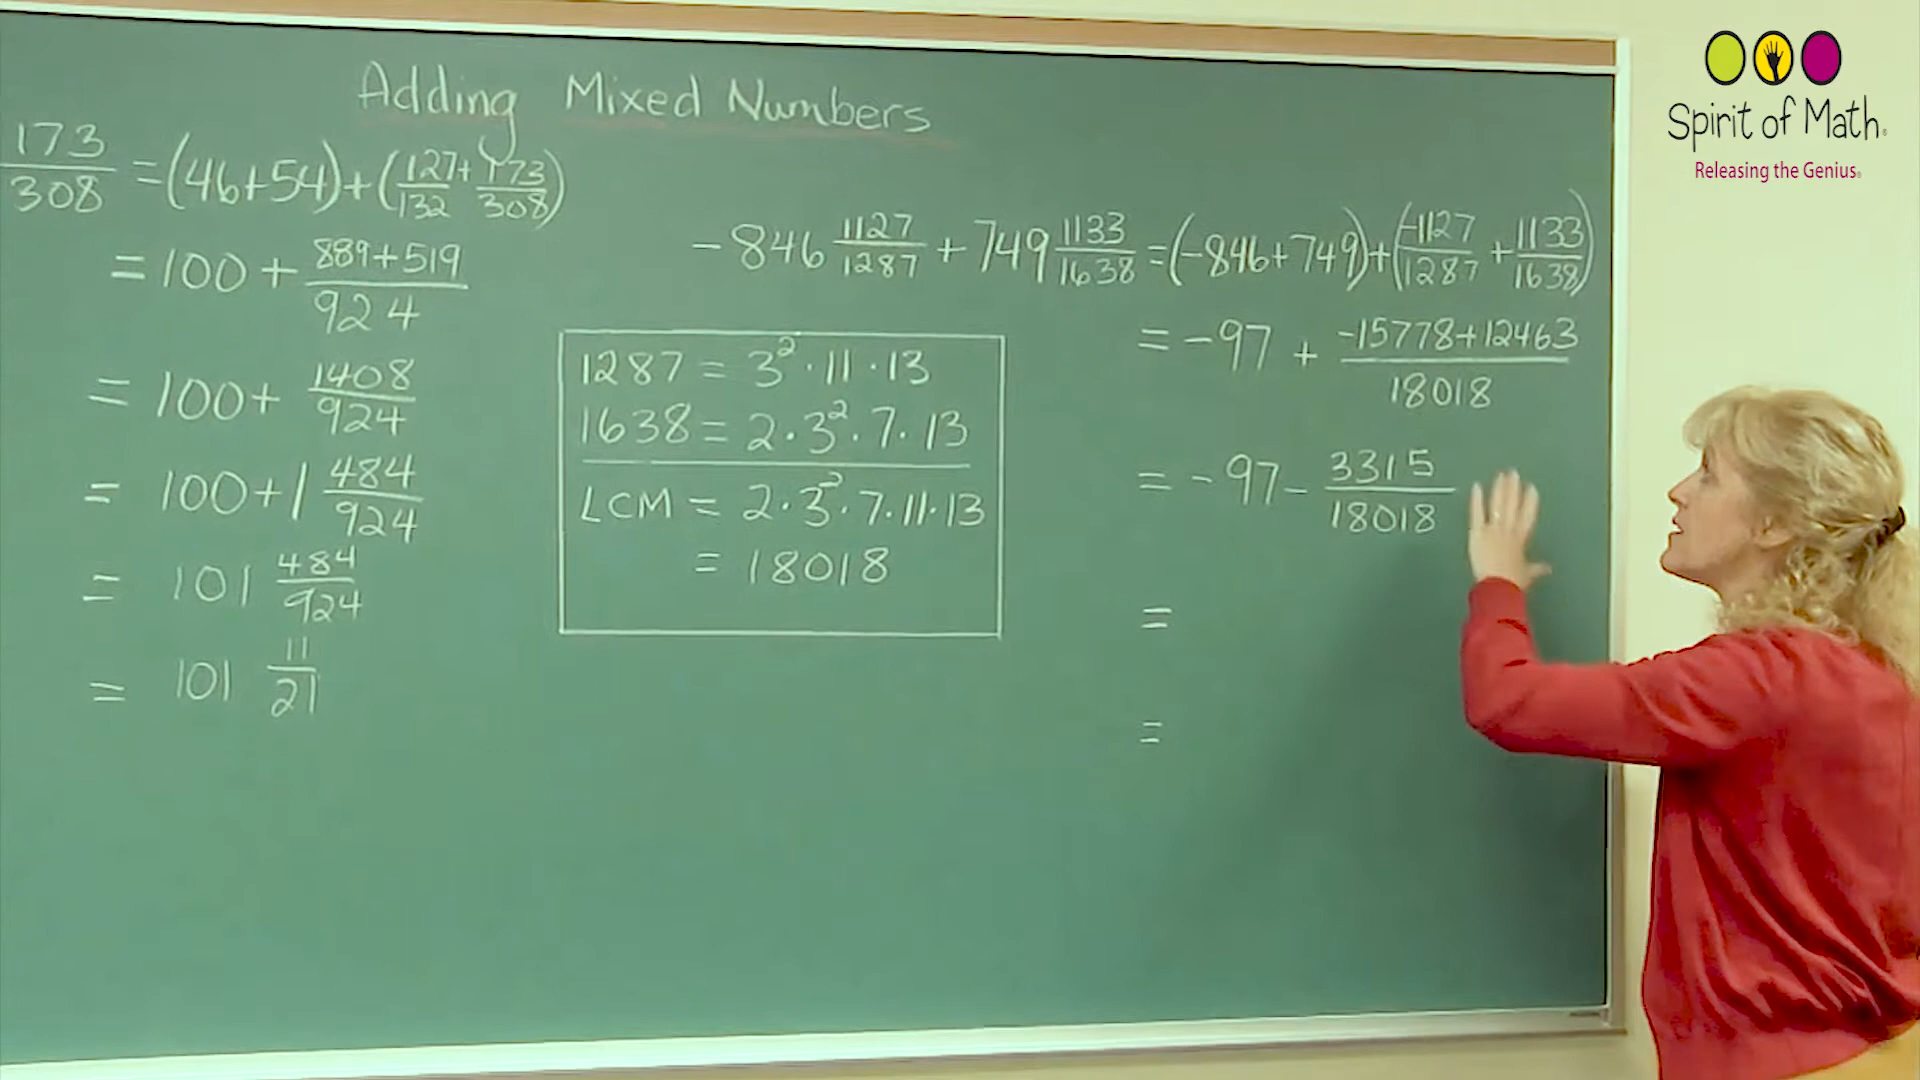 Adding Mixed Numbers
173/308 = (46+54) + (127/132 + 173/308)
= 100 + (889+519)/924
= 100 + 1408/924
= 100 + 1 484/924
= 101 484/924
= 101 11/21
1287 = 3² · 11 · 13
1638 = 2 · 3² · 7 · 13
LCM = 2 · 3² · 7 · 11 · 13
= 18018
-846 1127/1287 + 749 1133/1638 = (-846+749) + (-1127/1287 + 1133/1638)
= -97 + (-15778+12463)/18018
= -97 - 3315/18018
=
=
Spirit of Math®
Releasing the Genius®